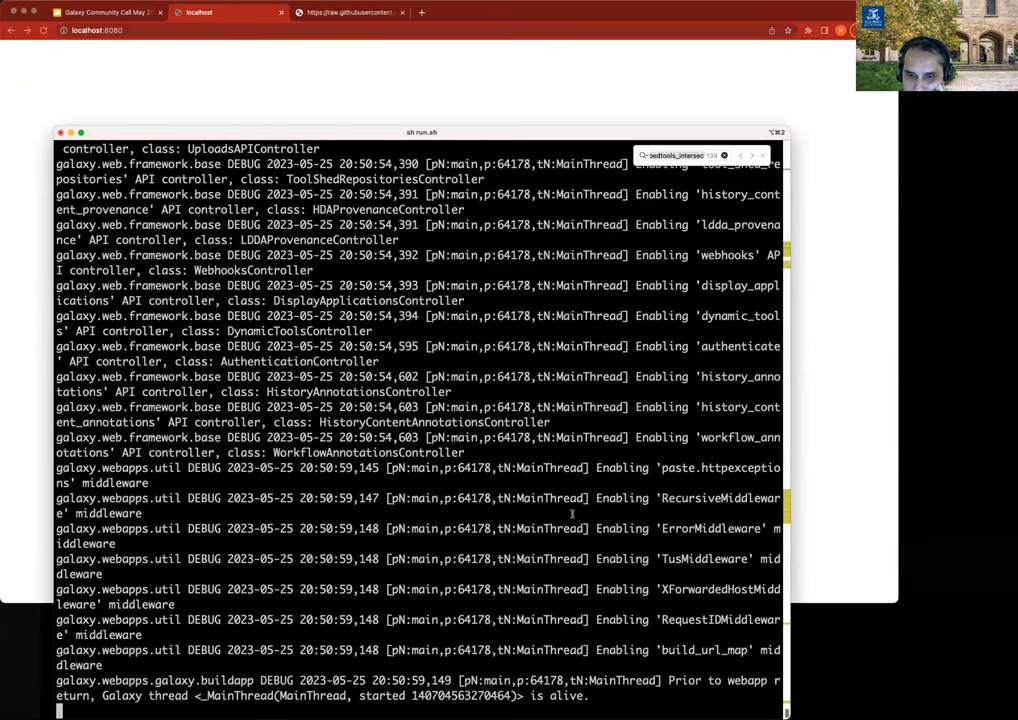 Galaxy Community Call May 2
localhost
https://raw.githubusercontent.
localhost:8080
sh run.sh
⌥⌘2
bedtools_intersec 139
controller, class: UploadsAPIController
galaxy.web.framework.base DEBUG 2023-05-25 20:50:54,390 [pN:main,p:64178,tN:MainThread] Enabling 'tool_shed_re
positories' API controller, class: ToolShedRepositoriesController
galaxy.web.framework.base DEBUG 2023-05-25 20:50:54,391 [pN:main,p:64178,tN:MainThread] Enabling 'history_cont
ent_provenance' API controller, class: HDAProvenanceController
galaxy.web.framework.base DEBUG 2023-05-25 20:50:54,391 [pN:main,p:64178,tN:MainThread] Enabling 'ldda_provena
nce' API controller, class: LDDAProvenanceController
galaxy.web.framework.base DEBUG 2023-05-25 20:50:54,392 [pN:main,p:64178,tN:MainThread] Enabling 'webhooks' AP
I controller, class: WebhooksController
galaxy.web.framework.base DEBUG 2023-05-25 20:50:54,393 [pN:main,p:64178,tN:MainThread] Enabling 'display_appl
ications' API controller, class: DisplayApplicationsController
galaxy.web.framework.base DEBUG 2023-05-25 20:50:54,394 [pN:main,p:64178,tN:MainThread] Enabling 'dynamic_tool
s' API controller, class: DynamicToolsController
galaxy.web.framework.base DEBUG 2023-05-25 20:50:54,595 [pN:main,p:64178,tN:MainThread] Enabling 'authenticate
' API controller, class: AuthenticationController
galaxy.web.framework.base DEBUG 2023-05-25 20:50:54,602 [pN:main,p:64178,tN:MainThread] Enabling 'history_anno
tations' API controller, class: HistoryAnnotationsController
galaxy.web.framework.base DEBUG 2023-05-25 20:50:54,603 [pN:main,p:64178,tN:MainThread] Enabling 'history_cont
ent_annotations' API controller, class: HistoryContentAnnotationsController
galaxy.web.framework.base DEBUG 2023-05-25 20:50:54,603 [pN:main,p:64178,tN:MainThread] Enabling 'workflow_ann
otations' API controller, class: WorkflowAnnotationsController
galaxy.webapps.util DEBUG 2023-05-25 20:50:59,145 [pN:main,p:64178,tN:MainThread] Enabling 'paste.httpexceptio
ns' middleware
galaxy.webapps.util DEBUG 2023-05-25 20:50:59,147 [pN:main,p:64178,tN:MainThread] Enabling 'RecursiveMiddlewar
e' middleware
galaxy.webapps.util DEBUG 2023-05-25 20:50:59,148 [pN:main,p:64178,tN:MainThread] Enabling 'ErrorMiddleware' m
iddleware
galaxy.webapps.util DEBUG 2023-05-25 20:50:59,148 [pN:main,p:64178,tN:MainThread] Enabling 'TusMiddleware' mid
dleware
galaxy.webapps.util DEBUG 2023-05-25 20:50:59,148 [pN:main,p:64178,tN:MainThread] Enabling 'XForwardedHostMidd
leware' middleware
galaxy.webapps.util DEBUG 2023-05-25 20:50:59,148 [pN:main,p:64178,tN:MainThread] Enabling 'RequestIDMiddlewar
e' middleware
galaxy.webapps.util DEBUG 2023-05-25 20:50:59,148 [pN:main,p:64178,tN:MainThread] Enabling 'build_url_map' mid
dleware
galaxy.webapps.galaxy.buildapp DEBUG 2023-05-25 20:50:59,149 [pN:main,p:64178,tN:MainThread] Prior to webapp r
eturn, Galaxy thread <_MainThread(MainThread, started 140704563270464)> is alive.